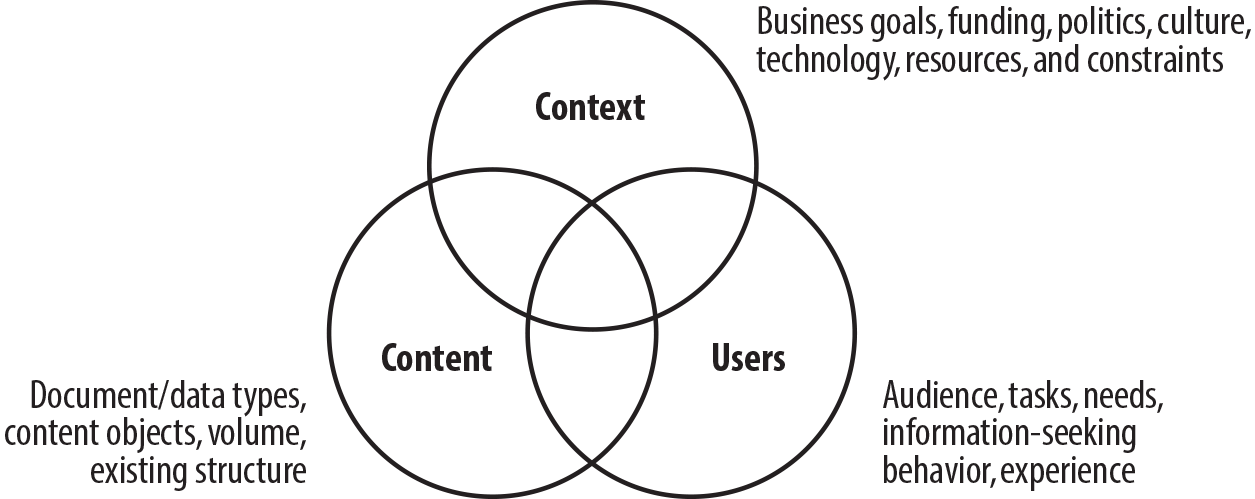 Business goals, funding, politics, culture,
technology, resources, and constraints
Context
Content
Users
Document/data types,
content objects, volume,
existing structure
Audience, tasks, needs,
information-seeking
behavior, experience